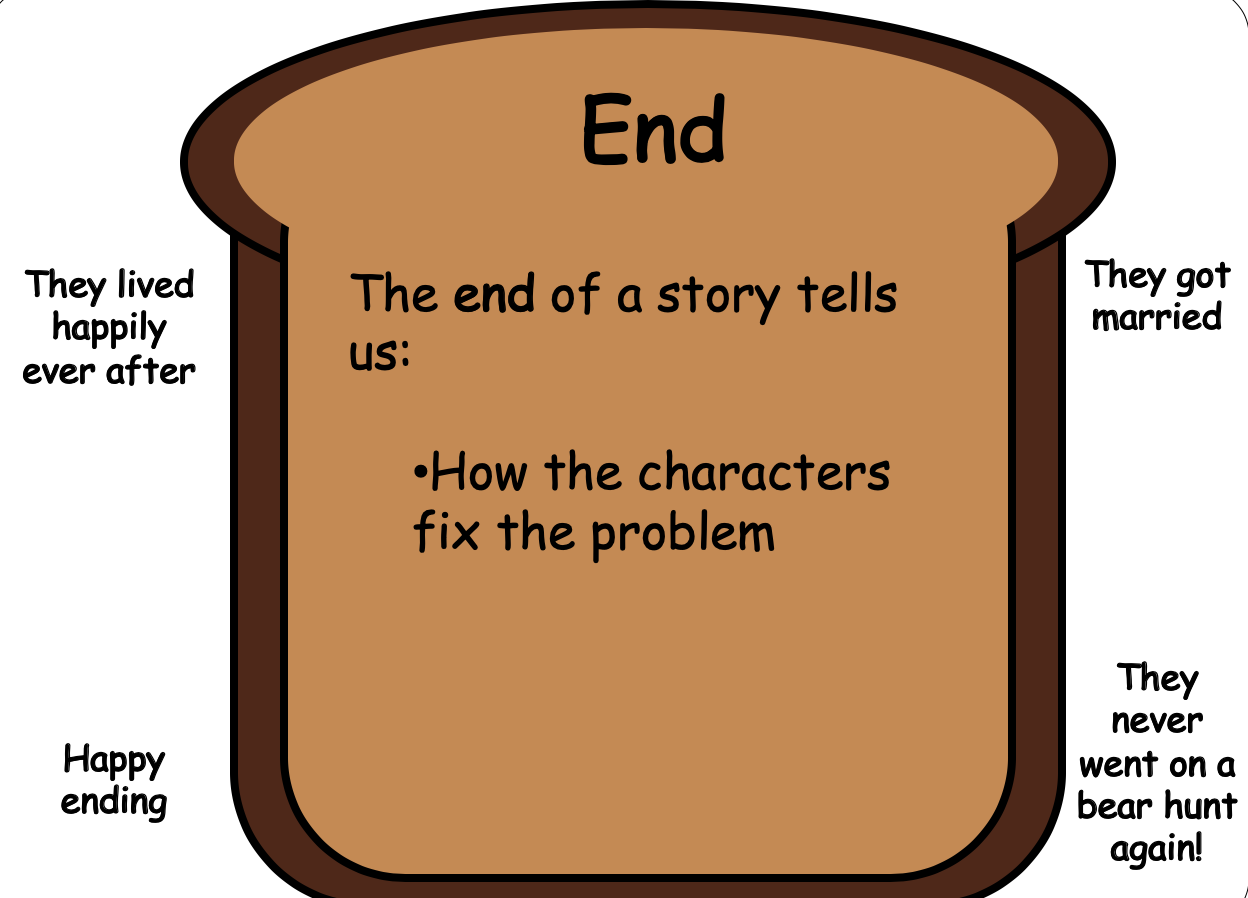 End
They lived
happily
ever after
The end of a story tells
us:
They got
married
•How the characters
fix the problem
Happy
ending
They
never
went on a
bear hunt
again!